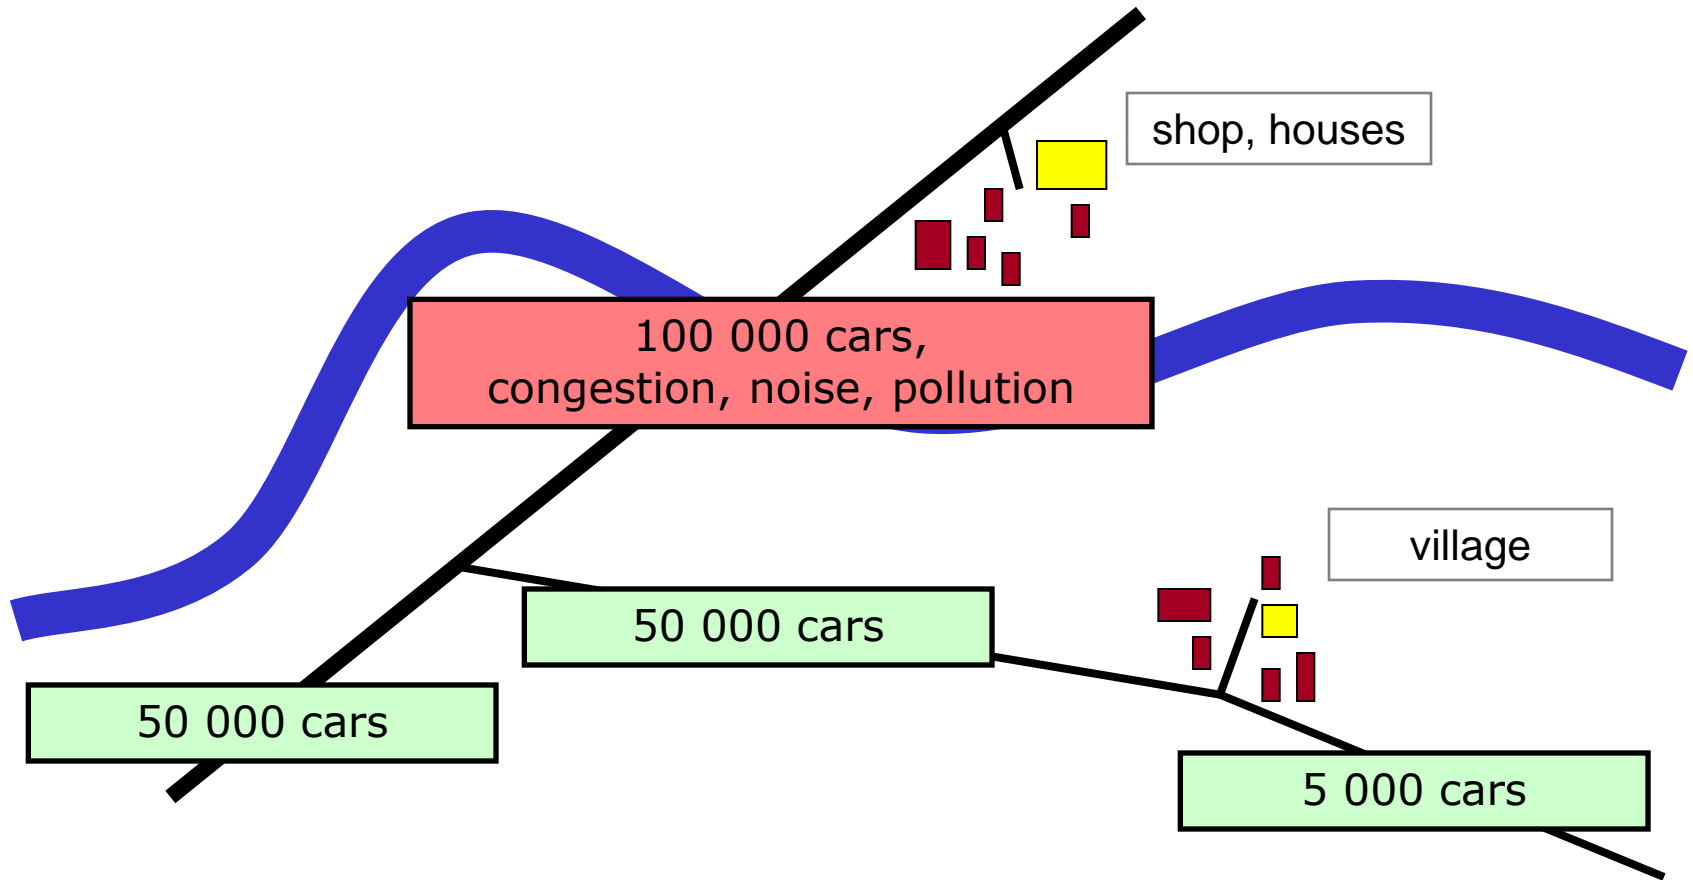 shop, houses
100 000 cars,
congestion, noise, pollution
village
50 000 cars
50 000 cars
5 000 cars